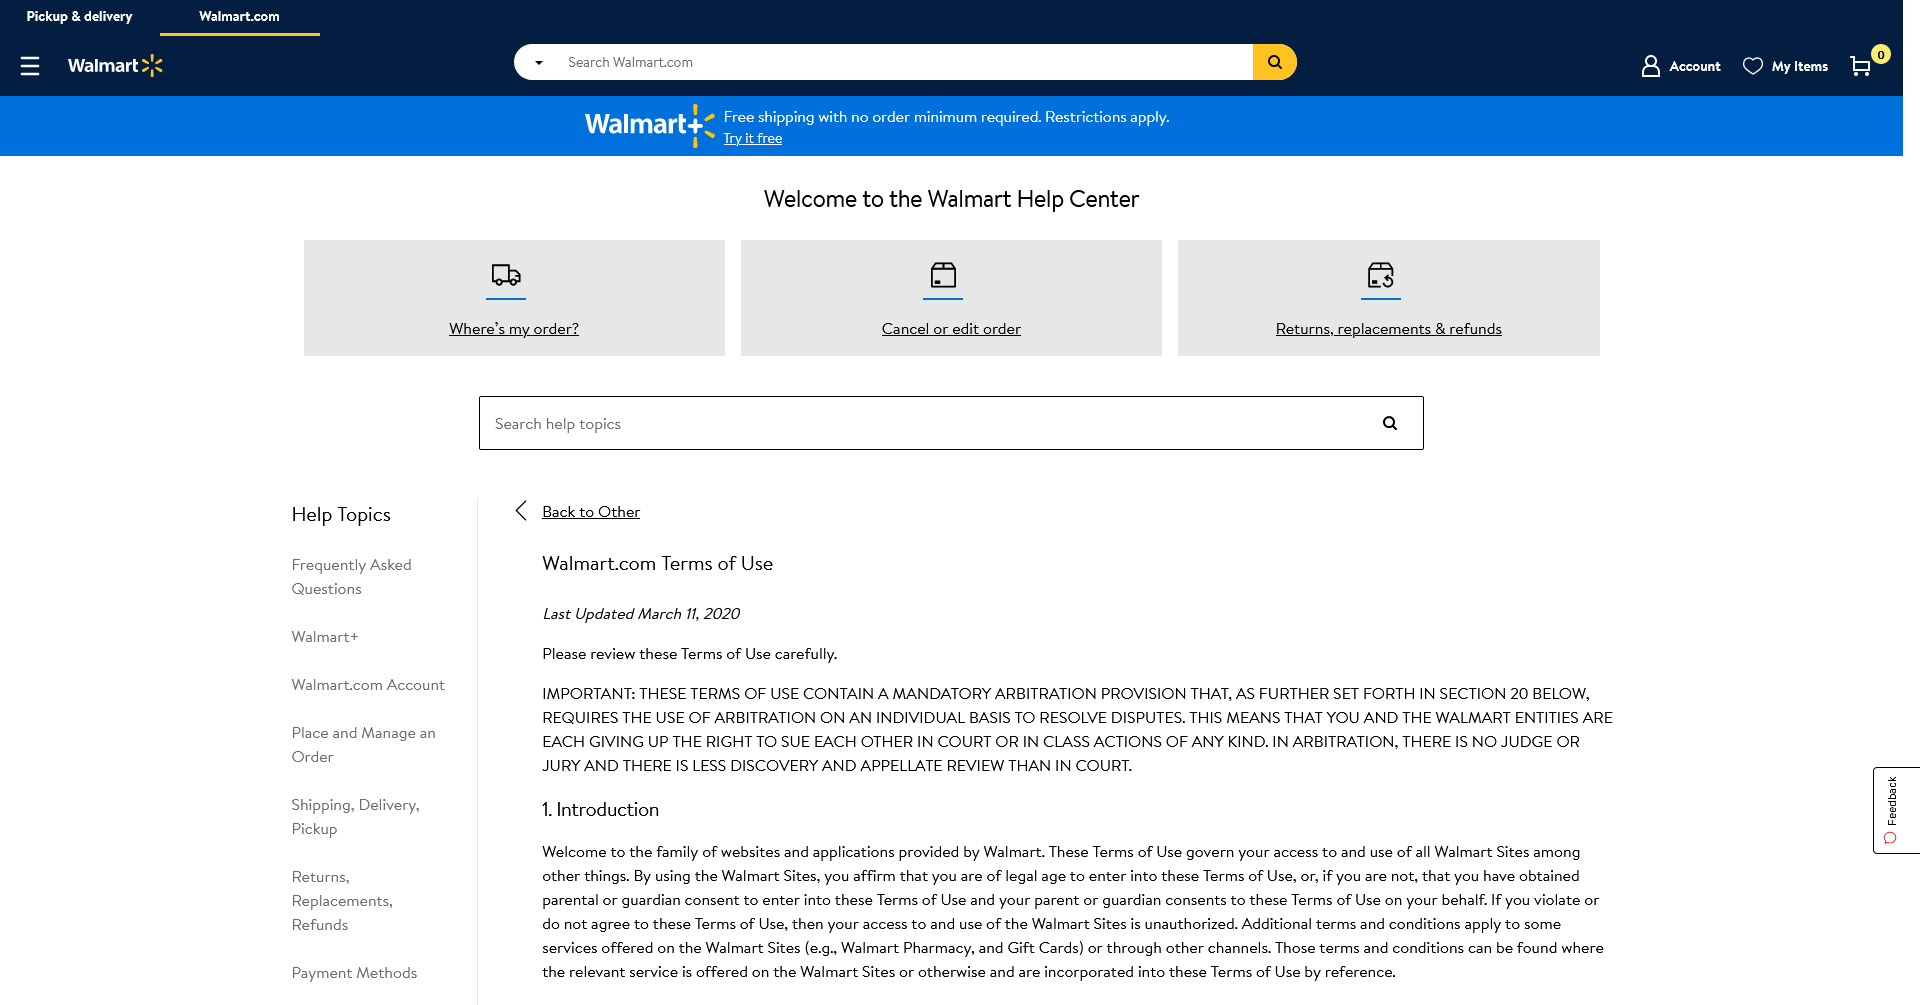 Pickup & delivery
Walmart.com
Walmart
Search Walmart.com
Account
My Items
0
Walmart+
Free shipping with no order minimum required. Restrictions apply.
Try it free
Welcome to the Walmart Help Center
Where's my order?
Cancel or edit order
Returns, replacements & refunds
Search help topics
Help Topics
Frequently Asked
Questions
Walmart+
Walmart.com Account
Place and Manage an
Order
Shipping, Delivery,
Pickup
Returns,
Replacements,
Refunds
Payment Methods
Back to Other
Walmart.com Terms of Use
Last Updated March 11, 2020
Please review these Terms of Use carefully.
IMPORTANT: THESE TERMS OF USE CONTAIN A MANDATORY ARBITRATION PROVISION THAT, AS FURTHER SET FORTH IN SECTION 20 BELOW,
REQUIRES THE USE OF ARBITRATION ON AN INDIVIDUAL BASIS TO RESOLVE DISPUTES. THIS MEANS THAT YOU AND THE WALMART ENTITIES ARE
EACH GIVING UP THE RIGHT TO SUE EACH OTHER IN COURT OR IN CLASS ACTIONS OF ANY KIND. IN ARBITRATION, THERE IS NO JUDGE OR
JURY AND THERE IS LESS DISCOVERY AND APPELLATE REVIEW THAN IN COURT.
1. Introduction
Welcome to the family of websites and applications provided by Walmart. These Terms of Use govern your access to and use of all Walmart Sites among
other things. By using the Walmart Sites, you affirm that you are of legal age to enter into these Terms of Use, or, if you are not, that you have obtained
parental or guardian consent to enter into these Terms of Use and your parent or guardian consents to these Terms of Use on your behalf. If you violate or
do not agree to these Terms of Use, then your access to and use of the Walmart Sites is unauthorized. Additional terms and conditions apply to some
services offered on the Walmart Sites (e.g., Walmart Pharmacy, and Gift Cards) or through other channels. Those terms and conditions can be found where
the relevant service is offered on the Walmart Sites or otherwise and are incorporated into these Terms of Use by reference.
Feedback